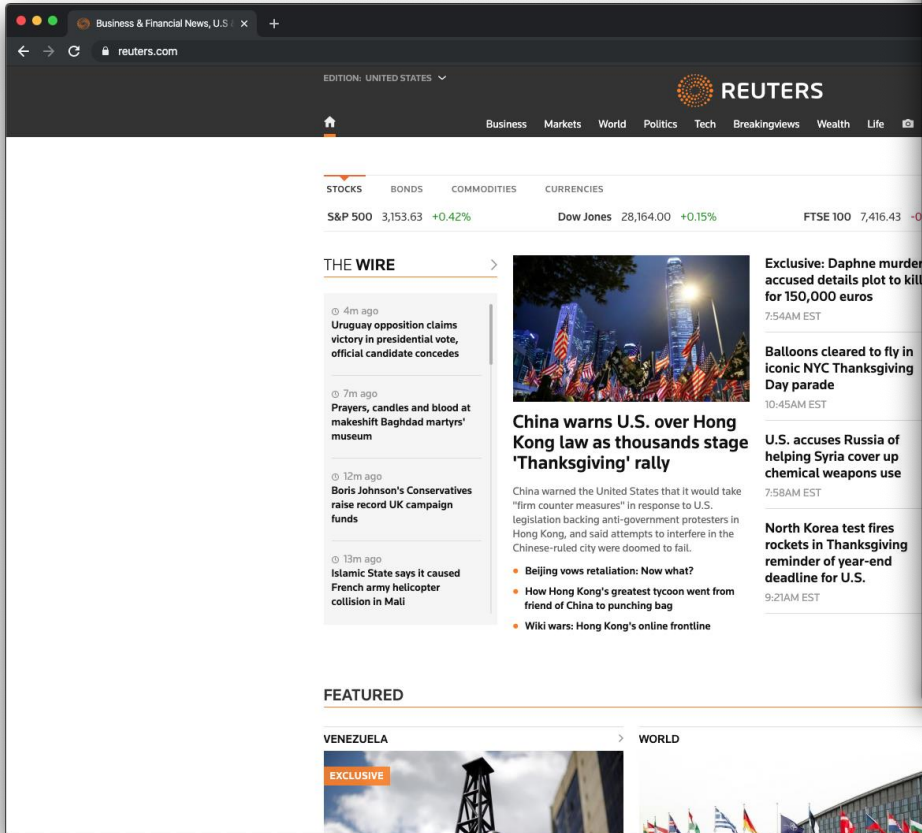 Business & Financial News, U.S
reuters.com
EDITION: UNITED STATES
REUTERS
Business Markets World Politics Tech Breakingviews Wealth Life
STOCKS BONDS COMMODITIES CURRENCIES
S&P 500 3,153.63 +0.42% Dow Jones 28,164.00 +0.15% FTSE 100 7,416.43 -0
THE WIRE
4m ago
Uruguay opposition claims
victory in presidential vote,
official candidate concedes
7m ago
Prayers, candles and blood at
makeshift Baghdad martyrs'
museum
12m ago
Boris Johnson's Conservatives
raise record UK campaign
funds
13m ago
Islamic State says it caused
French army helicopter
collision in Mali
China warns U.S. over Hong
Kong law as thousands stage
'Thanksgiving' rally
China warned the United States that it would take
"firm counter measures" in response to U.S.
legislation backing anti-government protesters in
Hong Kong, and said attempts to interfere in the
Chinese-ruled city were doomed to fail.
Beijing vows retaliation: Now what?
How Hong Kong's greatest tycoon went from
friend of China to punching bag
Wiki wars: Hong Kong's online frontline
Exclusive: Daphne murder
accused details plot to kill
for 150,000 euros
7:54AM EST
Balloons cleared to fly in
iconic NYC Thanksgiving
Day parade
10:45AM EST
U.S. accuses Russia of
helping Syria cover up
chemical weapons use
7:58AM EST
North Korea test fires
rockets in Thanksgiving
reminder of year-end
deadline for U.S.
9:21AM EST
FEATURED
VENEZUELA
EXCLUSIVE
WORLD